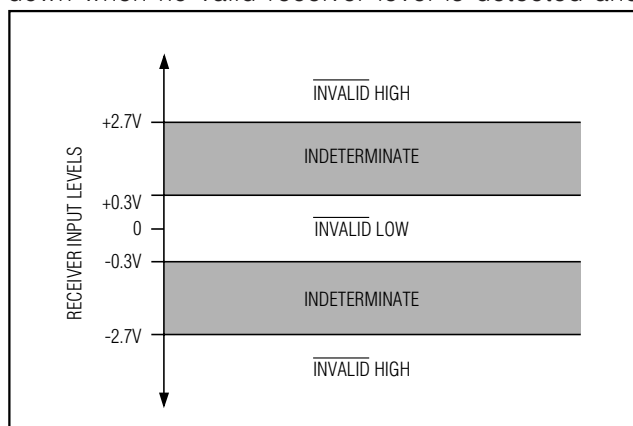 down when no valid receiver level is detected and
INVALID HIGH
+2.7V
INDETERMINATE
+0.3V
0
INVALID LOW
-0.3V
INDETERMINATE
-2.7V
INVALID HIGH
RECEIVER INPUT LEVELS